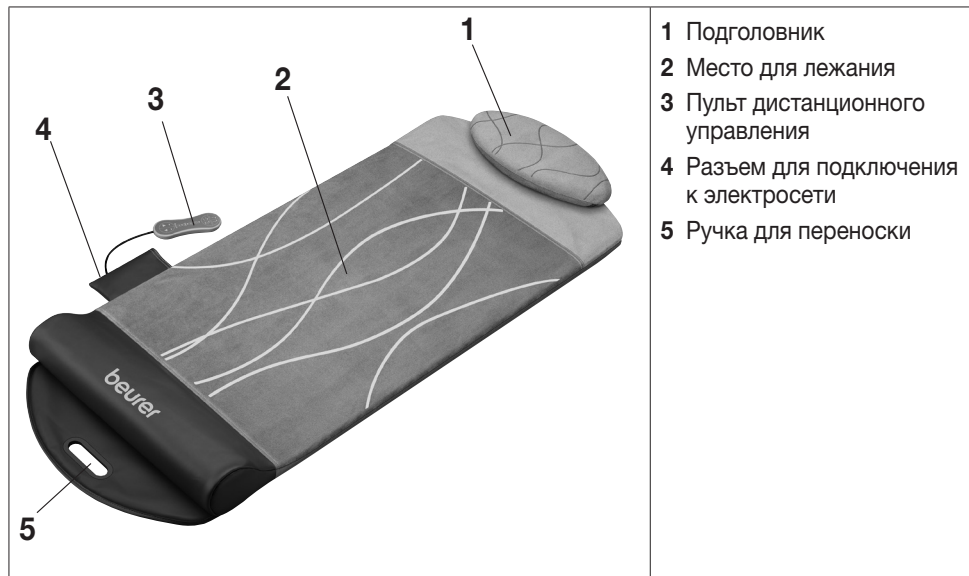 1
2
3
4
beurer
5
1 Подголовник
2 Место для лежания
3 Пульт дистанционного
управления
4 Разъем для подключения
к электросети
5 Ручка для переноски